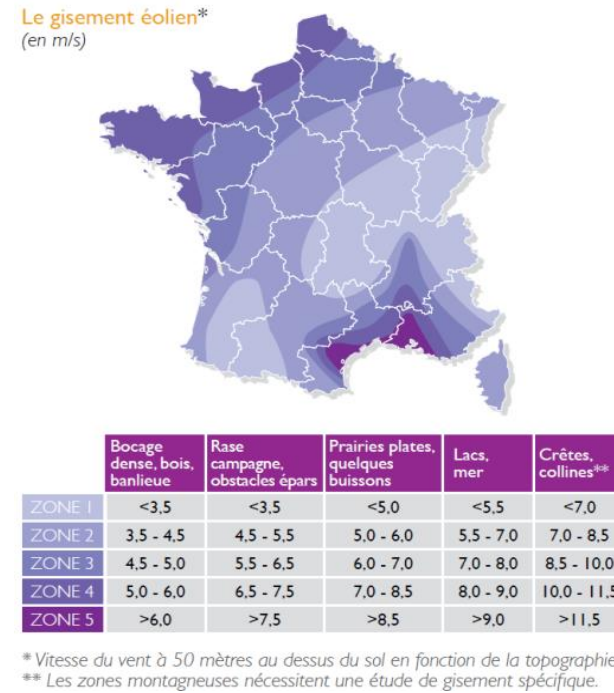 Le gisement éolien*
(en m/s)
Bocage dense, bois, banlieue
Rase campagne, obstacles épars
Prairies plates, quelques buissons
Lacs, mer
Crêtes, collines**
ZONE 1 <3,5 <3,5 <5,0 <5,5 <7,0
ZONE 2 3,5 - 4,5 4,5 - 5,5 5,0 - 6,0 5,5 - 7,0 7,0 - 8,5
ZONE 3 4,5 - 5,0 5,5 - 6,5 6,0 - 7,0 7,0 - 8,0 8,5 - 10,0
ZONE 4 5,0 - 6,0 6,5 - 7,5 7,0 - 8,5 8,0 - 9,0 10,0 - 11,5
ZONE 5 >6,0 >7,5 >8,5 >9,0 >11,5
* Vitesse du vent à 50 mètres au dessus du sol en fonction de la topographie
** Les zones montagneuses nécessitent une étude de gisement spécifique.